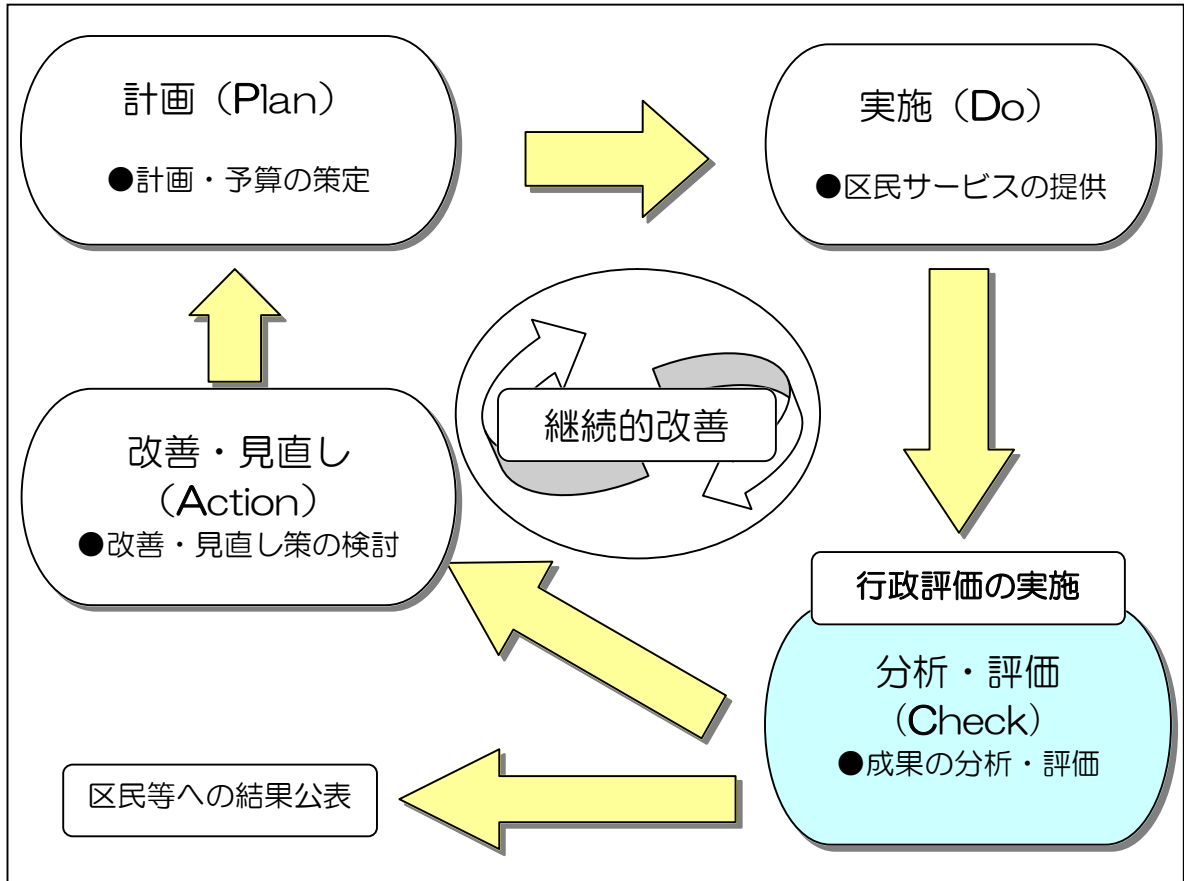 計画（Plan）
●計画・予算の策定
実施（Do）
●区民サービスの提供
継続的改善
改善・見直し
（Action）
●改善・見直し策の検討
行政評価の実施
分析・評価
（Check）
●成果の分析・評価
区民等への結果公表